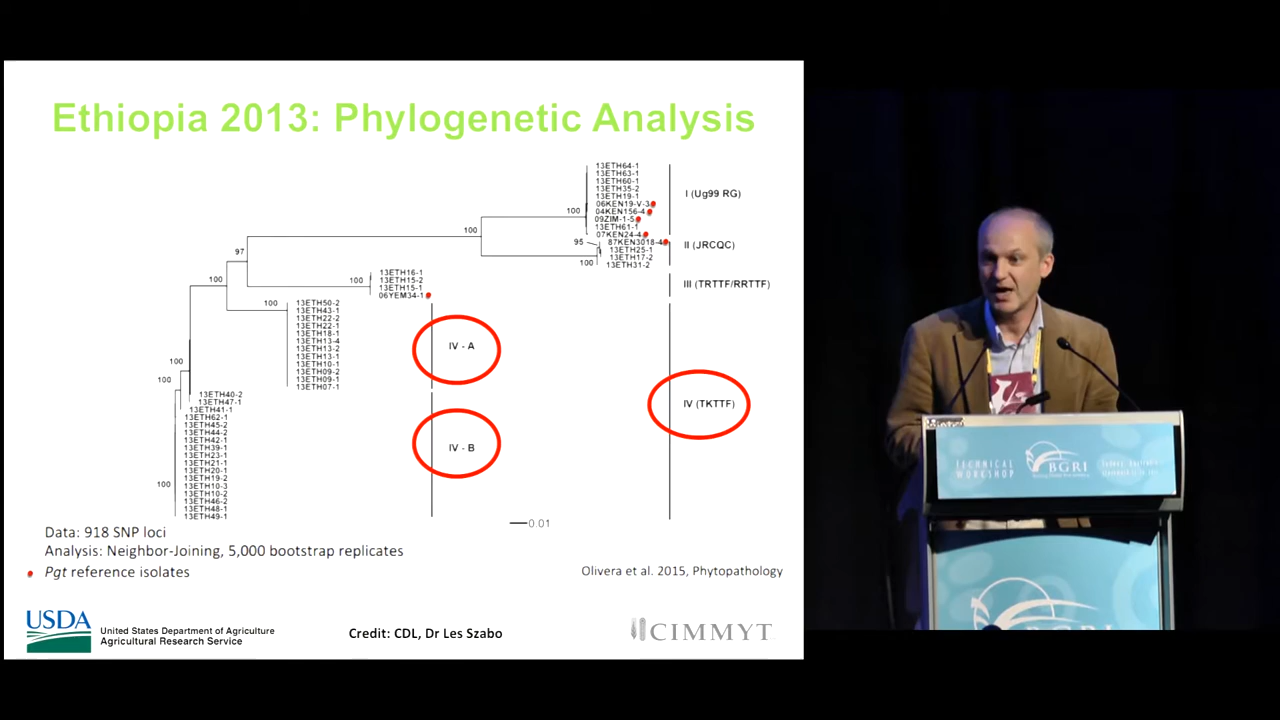 Ethiopia 2013: Phylogenetic Analysis
13ETH64-1
13ETH63-1
13ETH60-1
13ETH35-2
13ETH19-1
06KEN19-V-3
04KEN156-4
09ZIM-1-5
13ETH61-1
07KEN24-4
100
I (Ug99 RG)
87KEN3018-4
13ETH25-1
13ETH17-2
13ETH31-2
95
100
II (JRCQC)
100
97
13ETH16-1
13ETH15-2
13ETH15-1
06YEM34-1
100
III (TRTTF/RRTTF)
100
100
13ETH50-2
13ETH43-1
13ETH22-2
13ETH22-1
13ETH18-1
13ETH13-4
13ETH13-2
13ETH13-1
13ETH10-1
13ETH09-2
13ETH09-1
13ETH07-1
IV - A
100
100
IV (TKTTF)
13ETH40-2
13ETH47-1
13ETH41-1
13ETH62-1
13ETH45-2
13ETH44-2
13ETH42-1
13ETH39-1
13ETH23-1
13ETH21-1
13ETH20-1
13ETH19-2
13ETH10-3
13ETH10-2
13ETH46-2
13ETH48-1
13ETH49-1
IV - B
100
0.01
Data: 918 SNP loci
Analysis: Neighbor-Joining, 5,000 bootstrap replicates
Pgt reference isolates
Olivera et al. 2015, Phytopathology
USDA
United States Department of Agriculture
Agricultural Research Service
Credit: CDL, Dr Les Szabo
CIMMYT
TECHNICAL
WORKSHOP
BGRI
BGRI